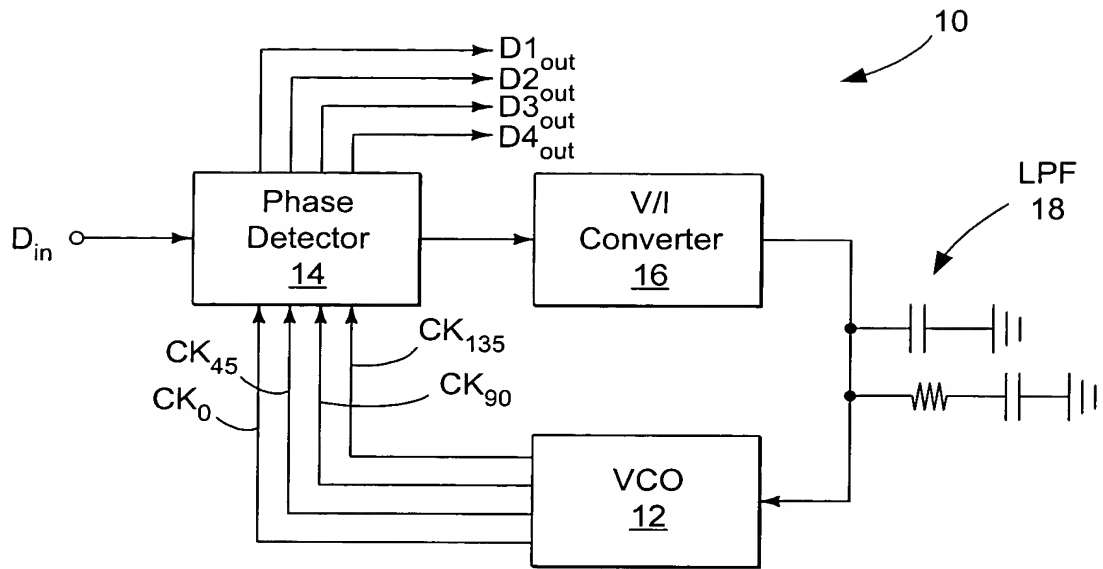 10
D1out
D2out
D3out
D4out
LPF
18
Phase
Detector
14
V/I
Converter
16
Din
CK135
CK45
CK90
CK0
VCO
12